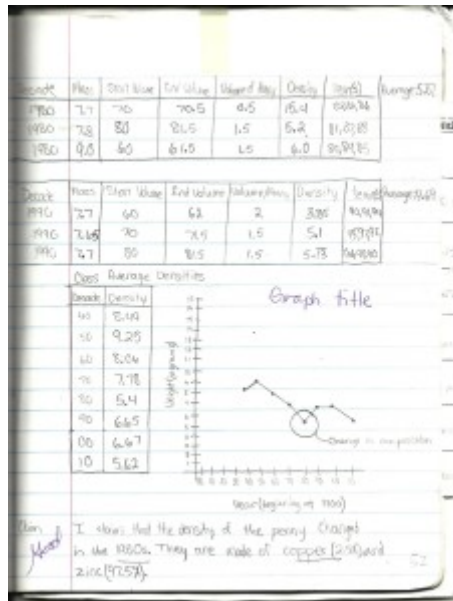 Decade Mass Start Volume End Volume Volume of Penny Density Year(s) Average
1980 7.7 70 70.5 0.5 15.4
1980 7.8 80 81.5 1.5 5.2
1980 9.0 60 61.5 1.5 6.0
Decade Mass Start Volume End Volume Density Years Average
1990 7.7 60 62 2 3.85
1990 7.65 70 71.5 1.5 5.1
1990 7.7 80 81.5 1.5 5.13
Class Average Densities
Decade Density
40 8.49
50 9.25
60 8.04
70 7.78
80 5.4
90 6.65
00 6.67
10 5.62
Graph title
Change in composition
Year (beginning in 1900)
Claim I claim that the density of the penny changed
in the 1980s. They are made of copper (2.5%) and
zinc (97.5%).
52